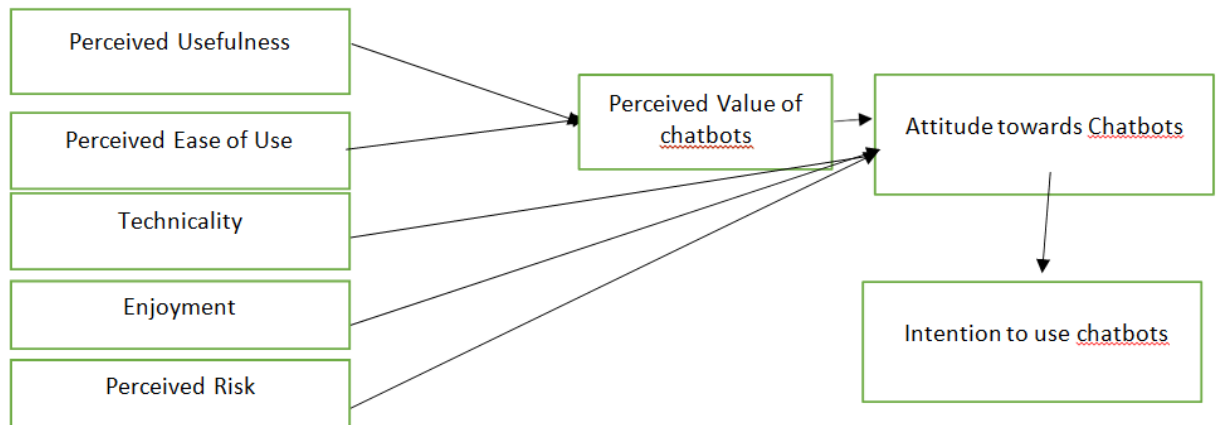 Perceived Usefulness
Perceived Ease of Use
Technicality
Enjoyment
Perceived Risk
Perceived Value of
chatbots
Attitude towards Chatbots
Intention to use chatbots